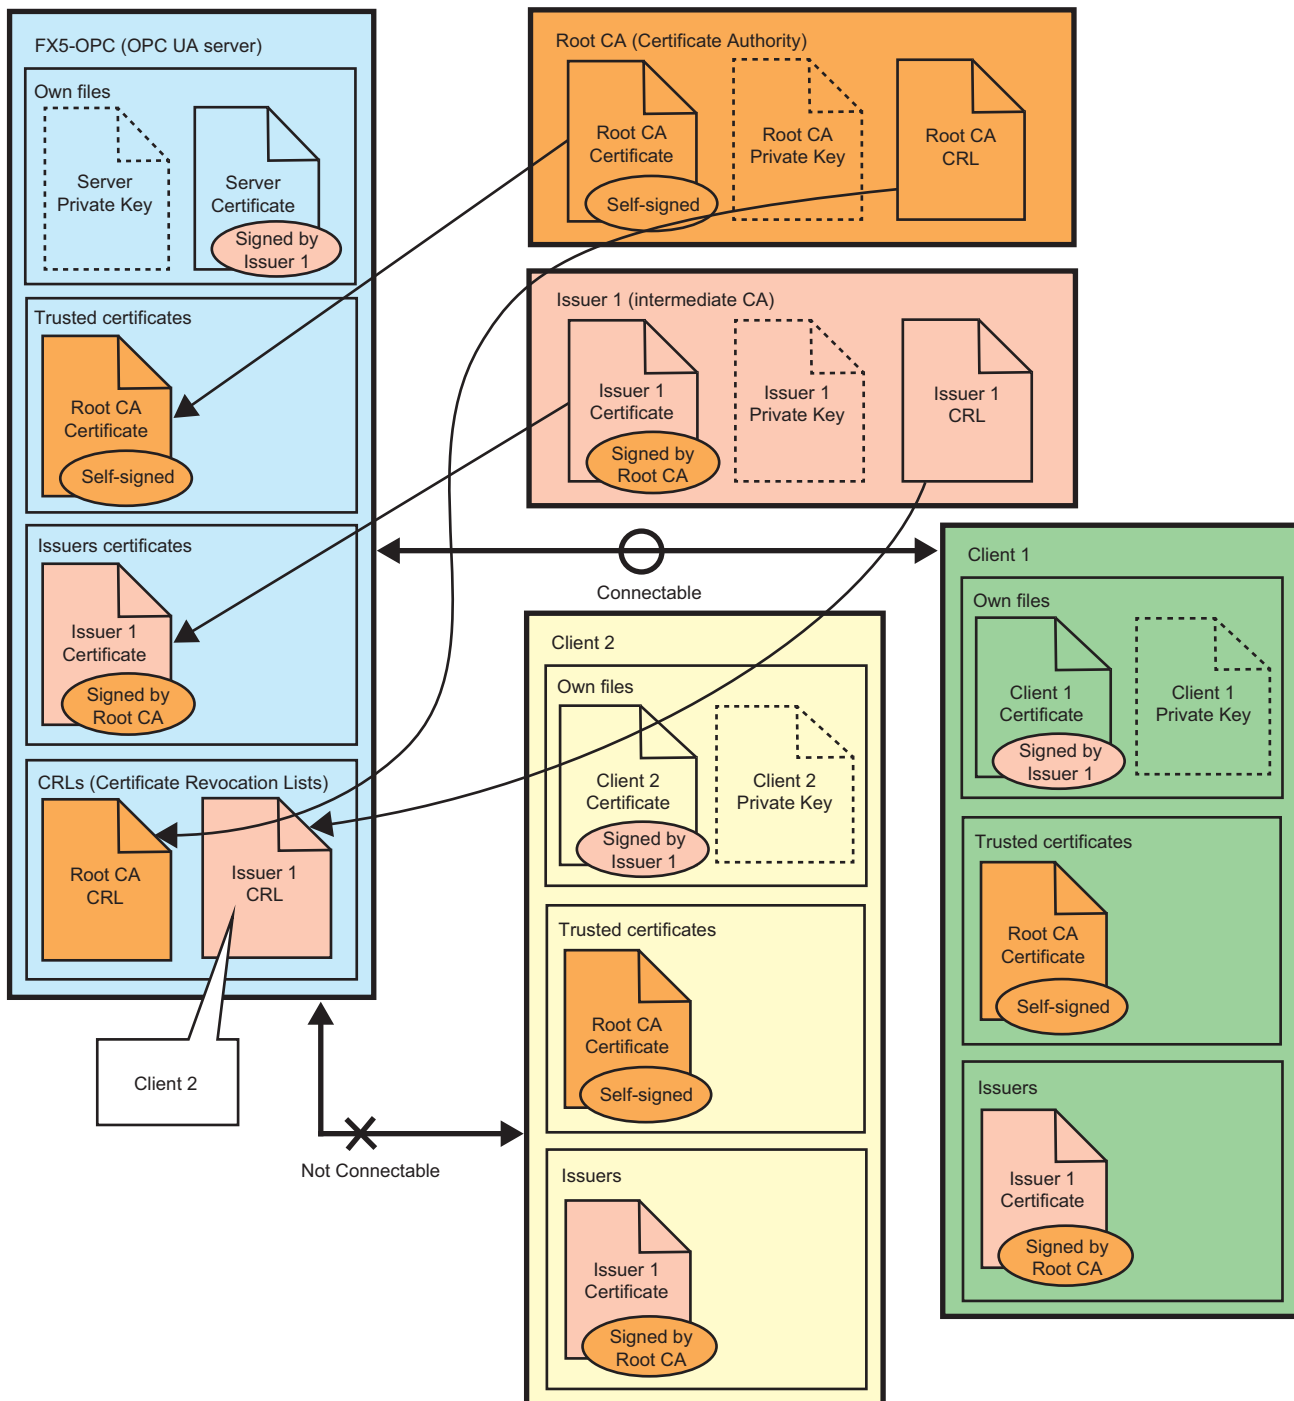 FX5-OPC (OPC UA server)
Own files
Server
Private Key
Server
Certificate
Signed by
Issuer 1
Trusted certificates
Root CA
Certificate
Self-signed
Issuers certificates
Issuer 1
Certificate
Signed by
Root CA
CRLs (Certificate Revocation Lists)
Root CA
CRL
Issuer 1
CRL
Client 2
Root CA (Certificate Authority)
Root CA
Certificate
Self-signed
Root CA
Private Key
Root CA
CRL
Issuer 1 (intermediate CA)
Issuer 1
Certificate
Signed by
Root CA
Issuer 1
Private Key
Issuer 1
CRL
Connectable
Not Connectable
Client 2
Own files
Client 2
Certificate
Signed by
Issuer 1
Client 2
Private Key
Trusted certificates
Root CA
Certificate
Self-signed
Issuers
Issuer 1
Certificate
Signed by
Root CA
Client 1
Own files
Client 1
Certificate
Signed by
Issuer 1
Client 1
Private Key
Trusted certificates
Root CA
Certificate
Self-signed
Issuers
Issuer 1
Certificate
Signed by
Root CA